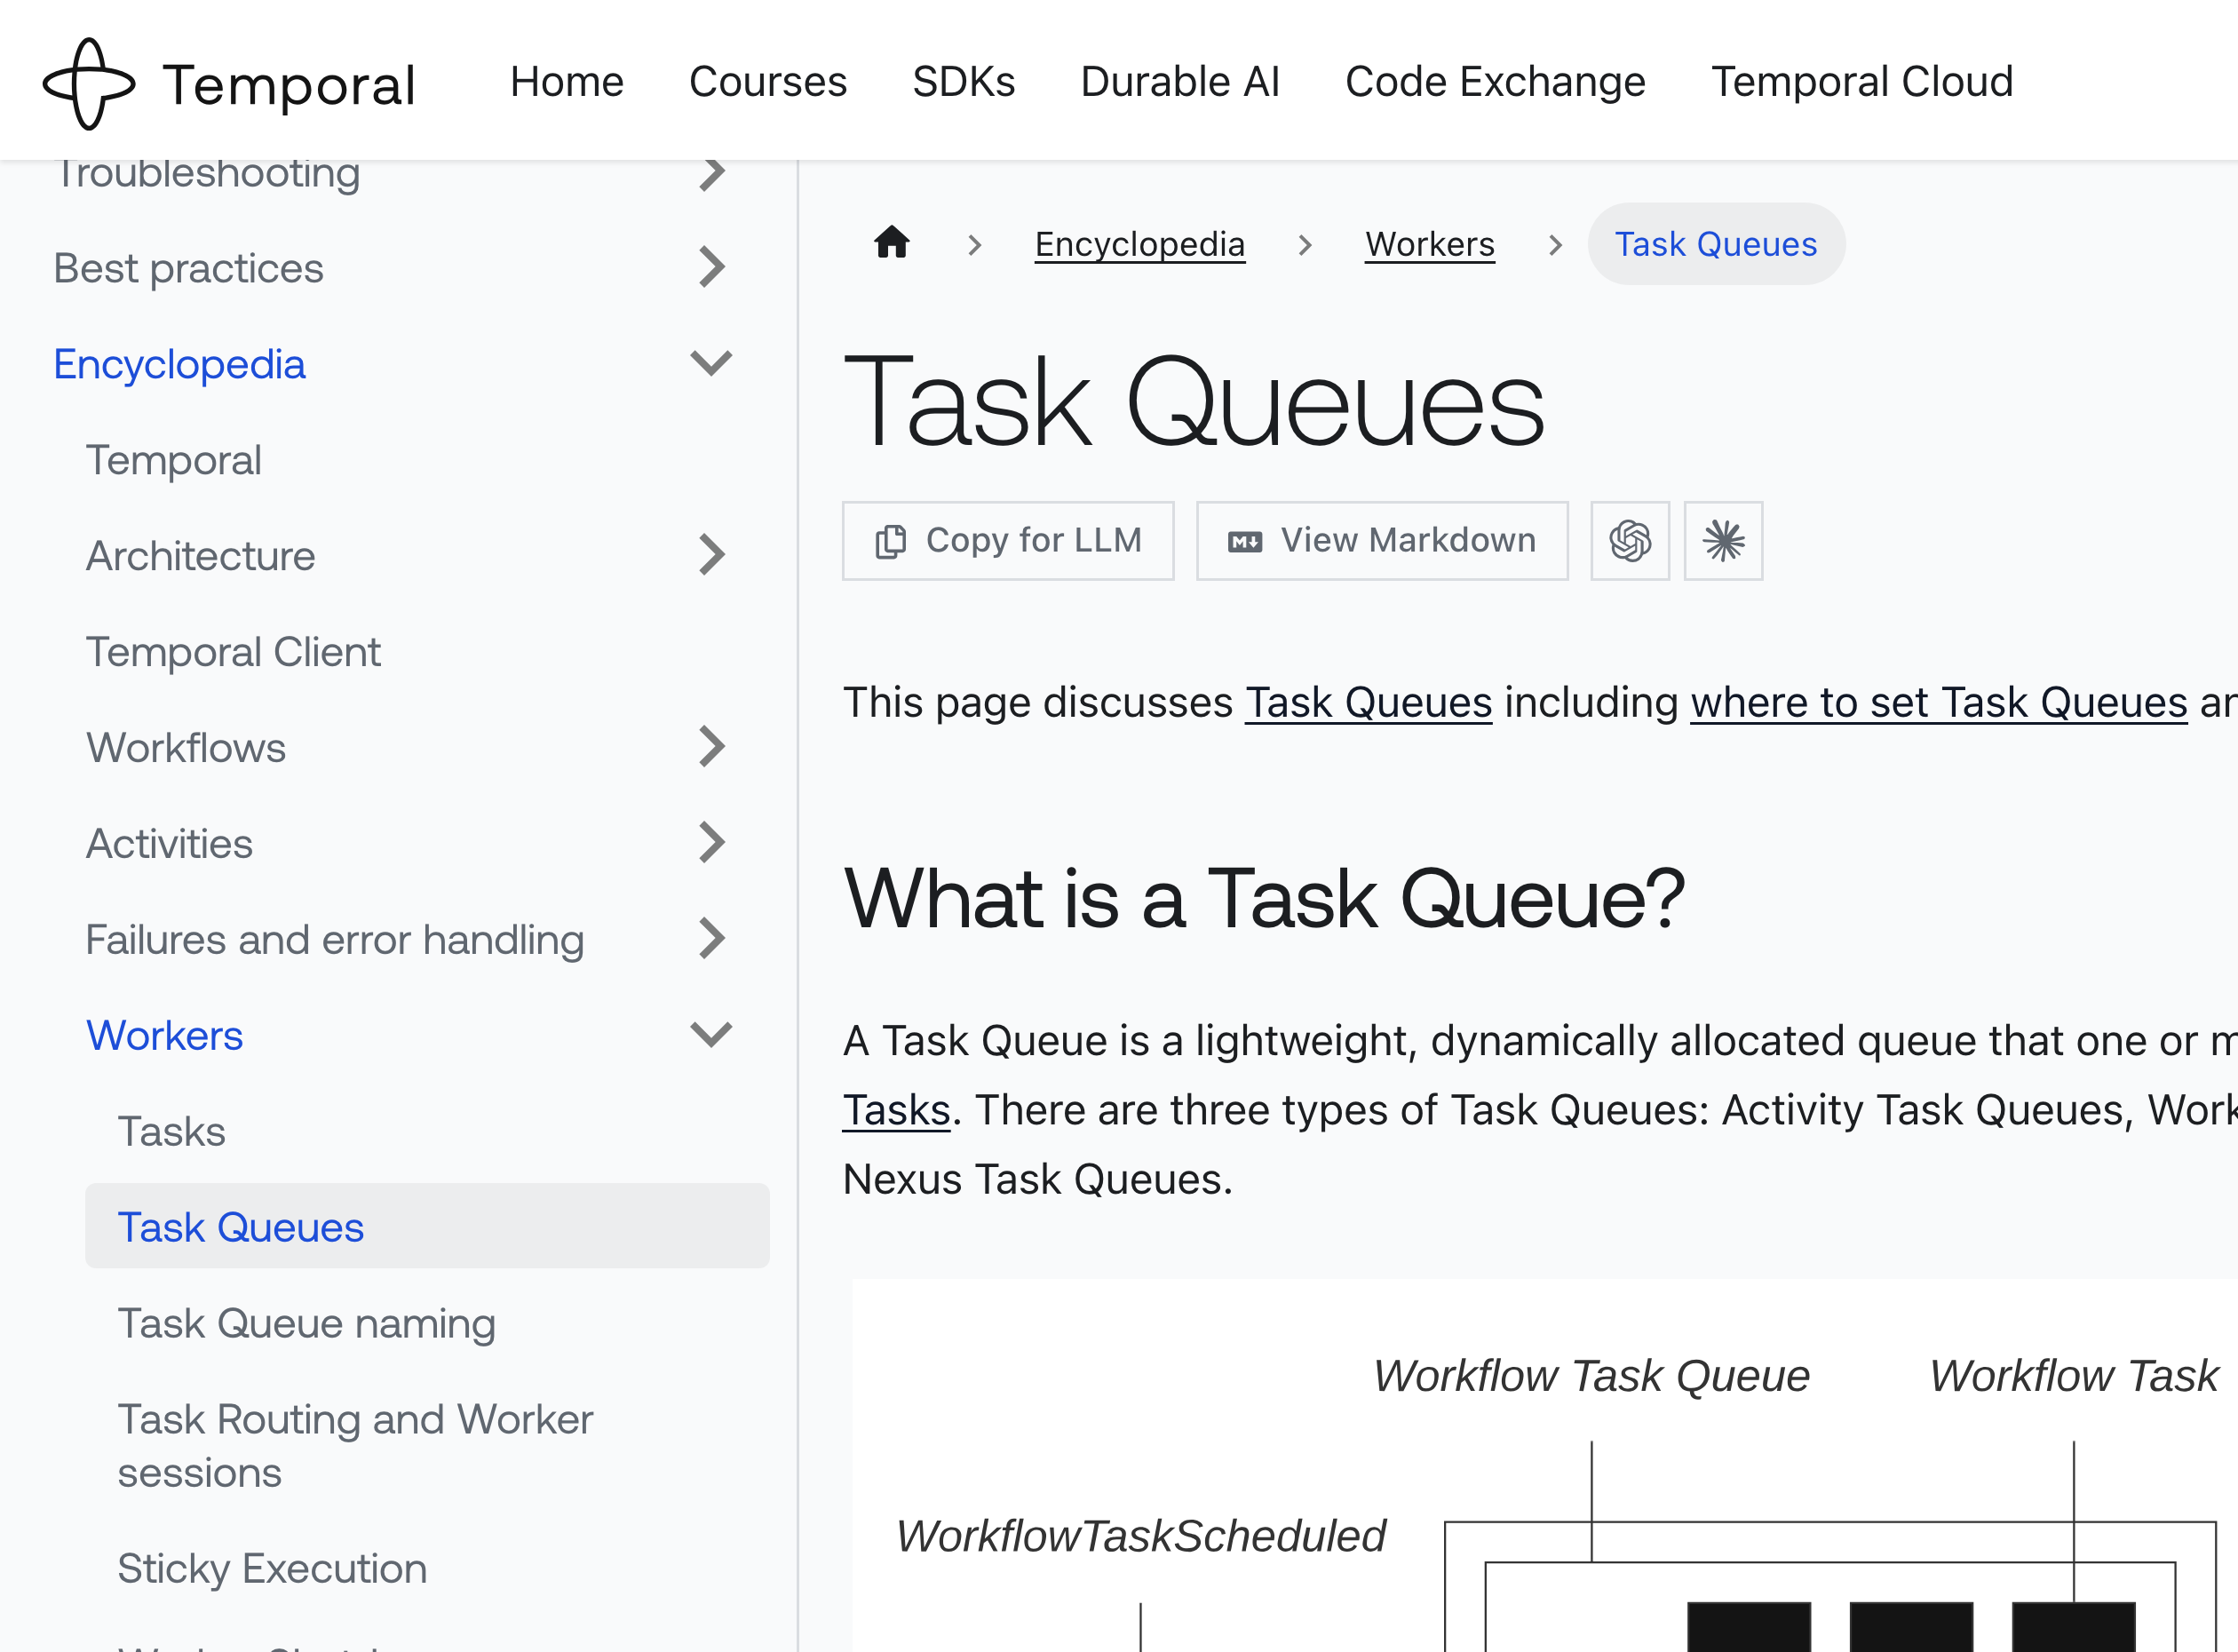 Temporal
Home Courses SDKs Durable AI Code Exchange Temporal Cloud
Troubleshooting
Best practices
Encyclopedia
Temporal
Architecture
Temporal Client
Workflows
Activities
Failures and error handling
Workers
Tasks
Task Queues
Task Queue naming
Task Routing and Worker
sessions
Sticky Execution
Encyclopedia Workers Task Queues
Task Queues
Copy for LLM View Markdown
This page discusses Task Queues including where to set Task Queues
What is a Task Queue?
A Task Queue is a lightweight, dynamically allocated queue that one or
Tasks. There are three types of Task Queues: Activity Task Queues,
Nexus Task Queues.
Workflow Task Queue Workflow Task
WorkflowTaskScheduled